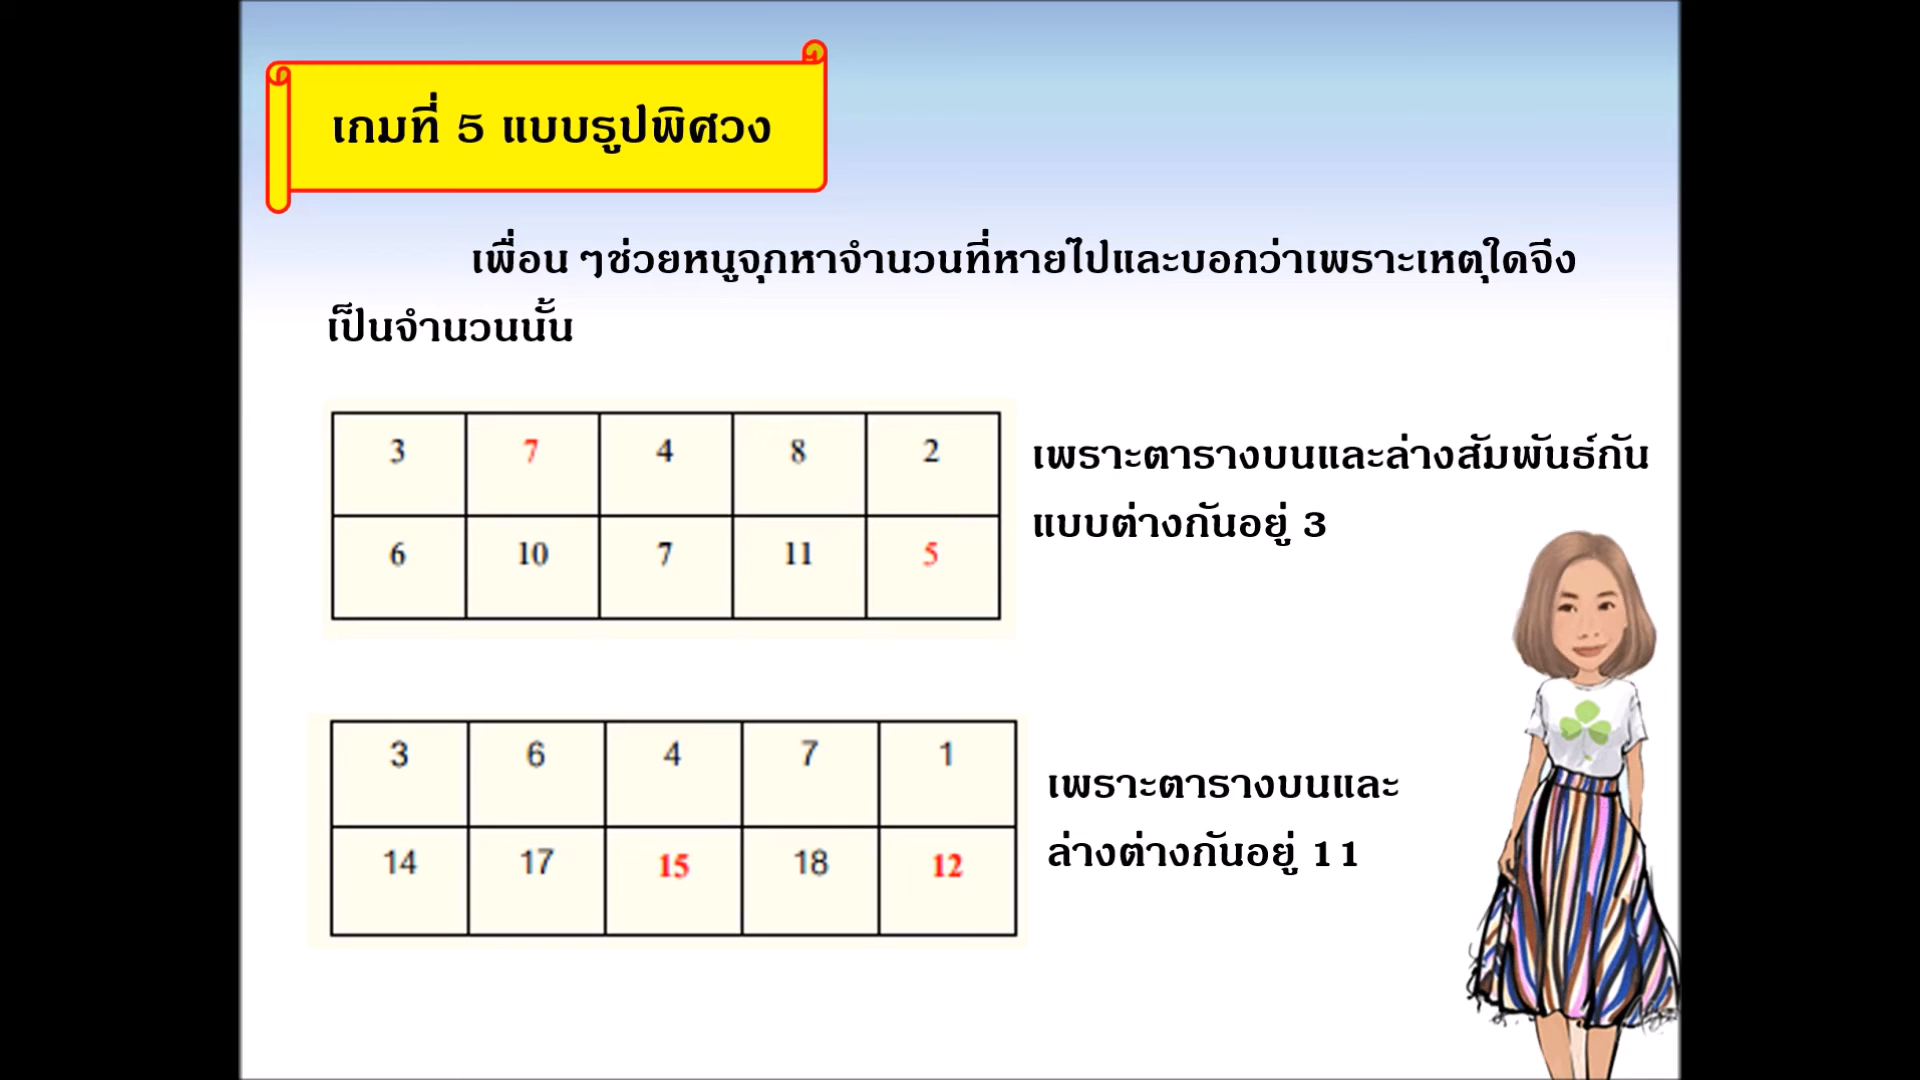 เกมที่ 5 แบบรูปพิศวง
เพื่อน ๆช่วยหนูจุกหาจำนวนที่หายไปและบอกว่าเพราะเหตุใดจึง
เป็นจำนวนนั้น
3 7 4 8 2
6 10 7 11 5
เพราะตารางบนและล่างสัมพันธ์กัน
แบบต่างกันอยู่ 3
3 6 4 7 1
14 17 15 18 12
เพราะตารางบนและ
ล่างต่างกันอยู่ 11